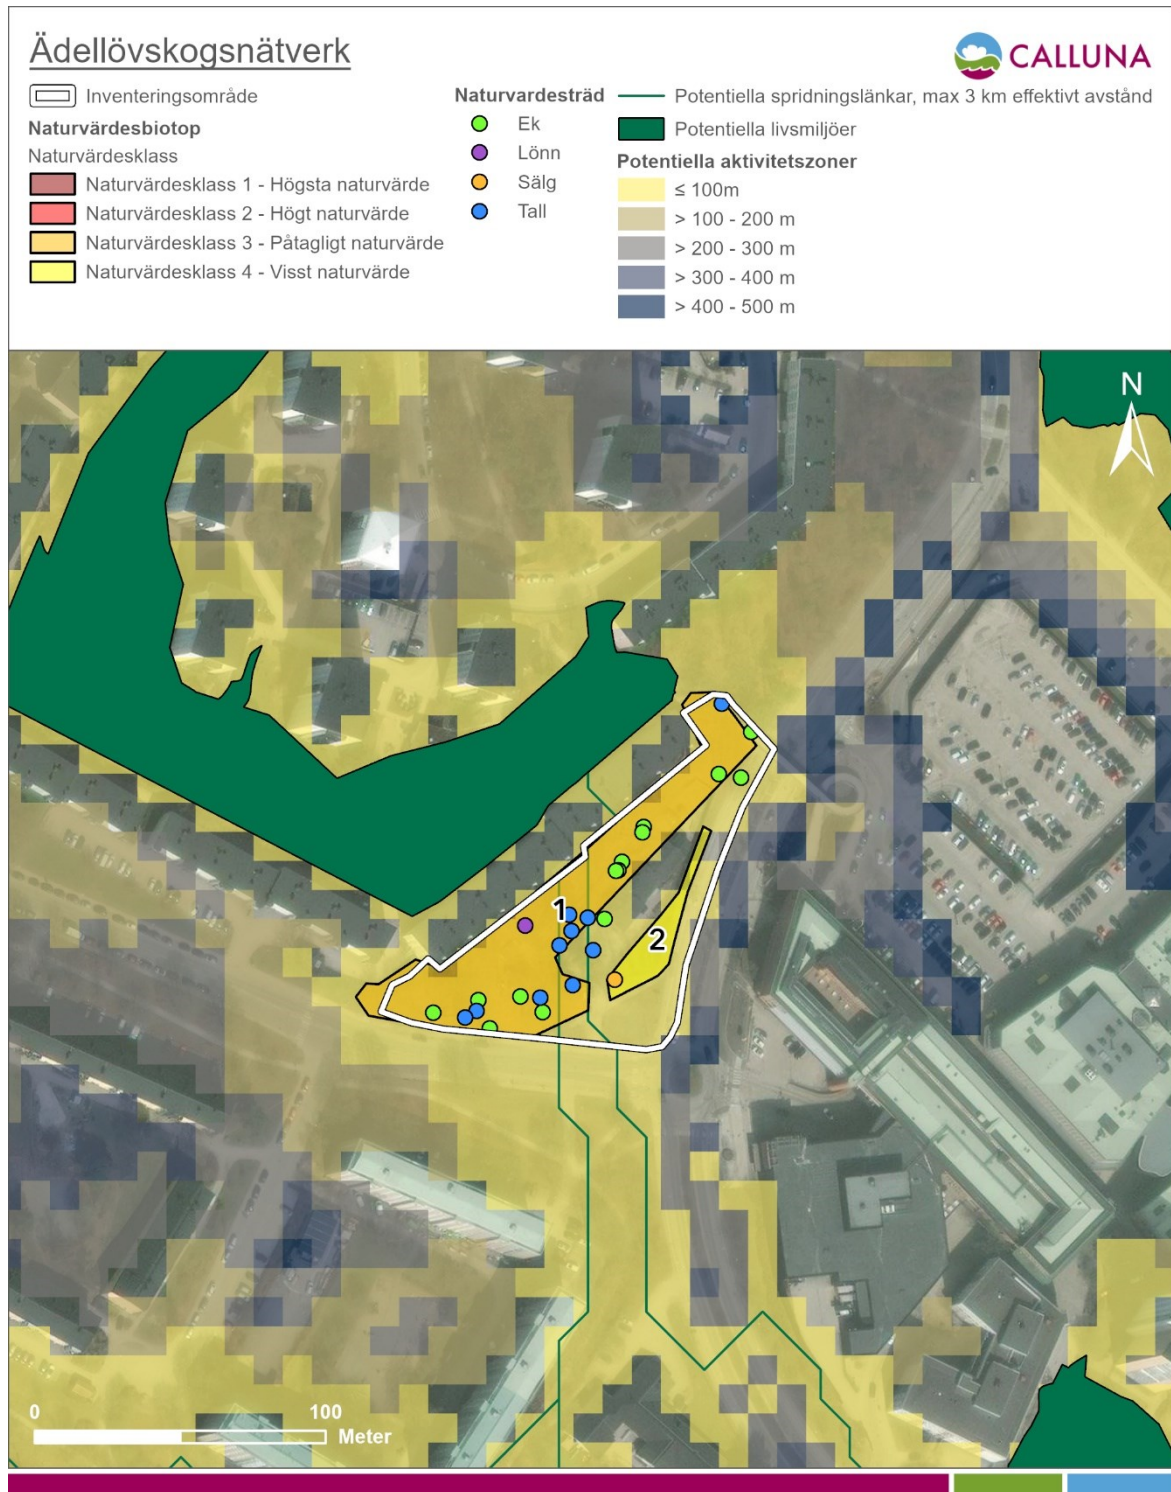 Ädellövskogsnätverk
CALLUNA
Inventeringsområde
Naturvärdesbiotop
Naturvärdesklass
Naturvärdesklass 1 - Högsta naturvärde
Naturvärdesklass 2 - Högt naturvärde
Naturvärdesklass 3 - Påtagligt naturvärde
Naturvärdesklass 4 - Visst naturvärde
Naturvardesträd
Ek
Lönn
Sälg
Tall
Potentiella spridningslänkar, max 3 km effektivt avstånd
Potentiella livsmiljöer
Potentiella aktivitetszoner
≤ 100m
> 100 - 200 m
> 200 - 300 m
> 300 - 400 m
> 400 - 500 m
N
1
2
0 100
Meter